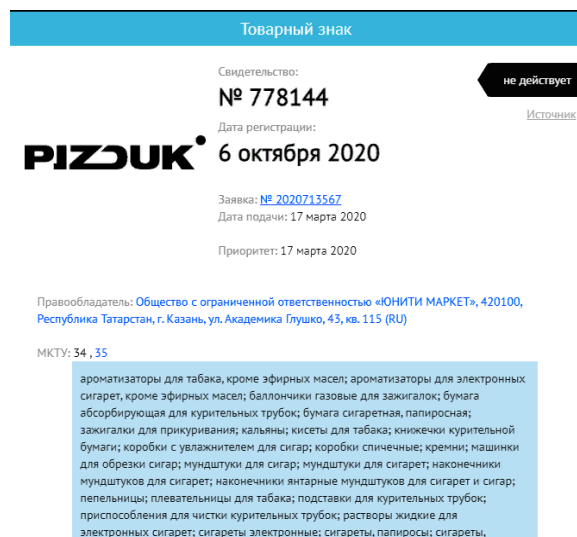 Товарный знак
Свидетельство:
№ 778144
не действует
Источник
Дата регистрации:
6 октября 2020
PIZDUK
Заявка: № 2020713567
Дата подачи: 17 марта 2020
Приоритет: 17 марта 2020
Правообладатель: Общество с ограниченной ответственностью «ЮНИТИ МАРКЕТ», 420100,
Республика Татарстан, г. Казань, ул. Академика Глушко, 43, кв. 115 (RU)
МКТУ: 34 , 35
ароматизаторы для табака, кроме эфирных масел; ароматизаторы для электронных
сигарет, кроме эфирных масел; баллончики газовые для зажигалок; бумага
абсорбирующая для курительных трубок; бумага сигаретная, папиросная;
зажигалки для прикуривания; кальяны; кисеты для табака; книжечки курительной
бумаги; коробки с увлажнителем для сигар; коробки спичечные; кремни; машинки
для обрезки сигар; мундштуки для сигар; мундштуки для сигарет; наконечники
мундштуков для сигарет; наконечники янтарные мундштуков для сигарет и сигар;
пепельницы; плевательницы для табака; подставки для курительных трубок;
приспособления для чистки курительных трубок; растворы жидкие для
электронных сигарет; сигареты электронные; сигареты, папиросы; сигареты,